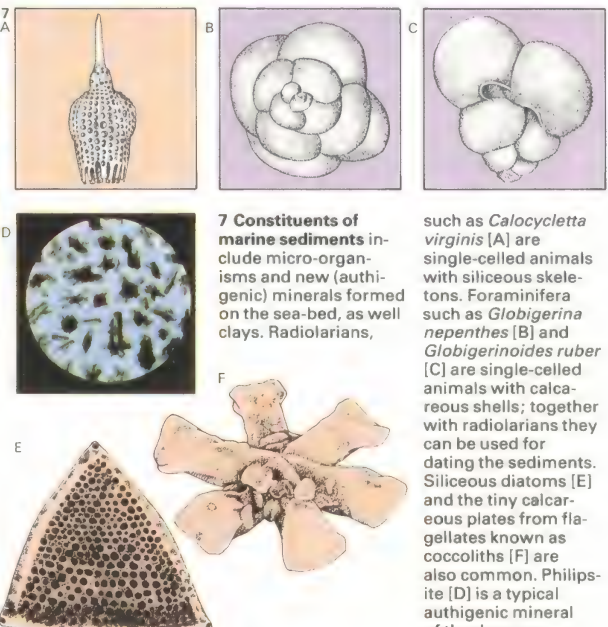 7
A
B
C
D
E
F
7 Constituents of
marine sediments in-
clude micro-organ-
isms and new (authi-
genic) minerals formed
on the sea-bed, as well
clays. Radiolarians,
such as Calocycletta
virginis [A] are
single-celled animals
with siliceous skele-
tons. Foraminifera
such as Globigerina
nepenthes [B] and
Globigerinoides ruber
[C] are single-celled
animals with calca-
reous shells; together
with radiolarians they
can be used for
dating the sediments.
Siliceous diatoms [E]
and the tiny calcar-
eous plates from fla-
gellates known as
coccoliths [F] are
also common. Philips-
ite [D] is a typical
authigenic mineral